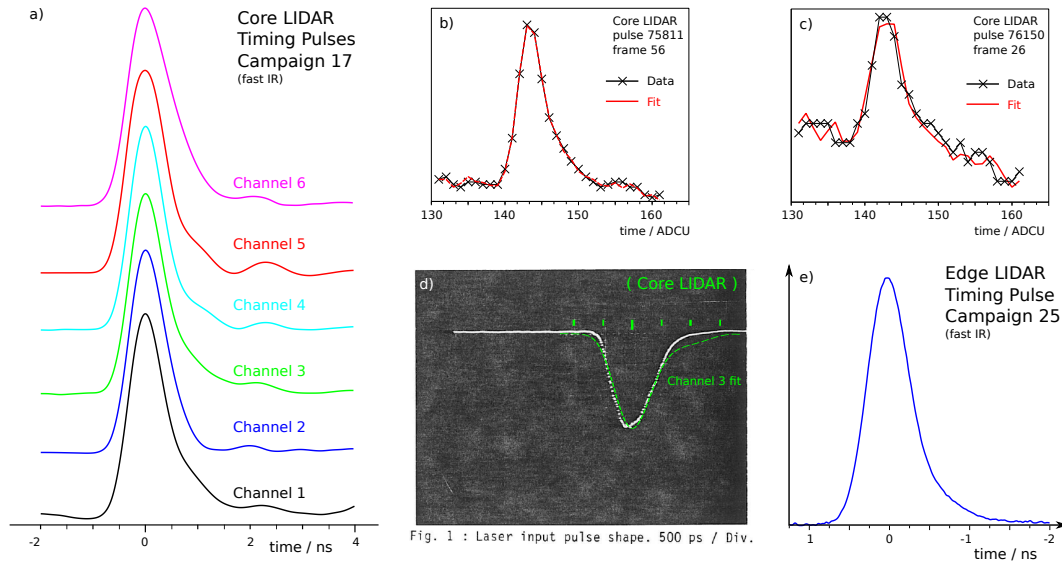 a)
Core LIDAR
Timing Pulses
Campaign 17
(fast IR)
Channel 6
Channel 5
Channel 4
Channel 3
Channel 2
Channel 1
-2 0 2 4
time / ns
b)
Core LIDAR
pulse 75811
frame 56
Data
Fit
130 140 150 160
time / ADCU
c)
Core LIDAR
pulse 76150
frame 26
Data
Fit
130 140 150 160
time / ADCU
d)
( Core LIDAR )
Channel 3 fit
Fig. 1 : Laser input pulse shape. 500 ps / Div.
e)
Edge LIDAR
Timing Pulse
Campaign 25
(fast IR)
1 0 -1 -2
time / ns